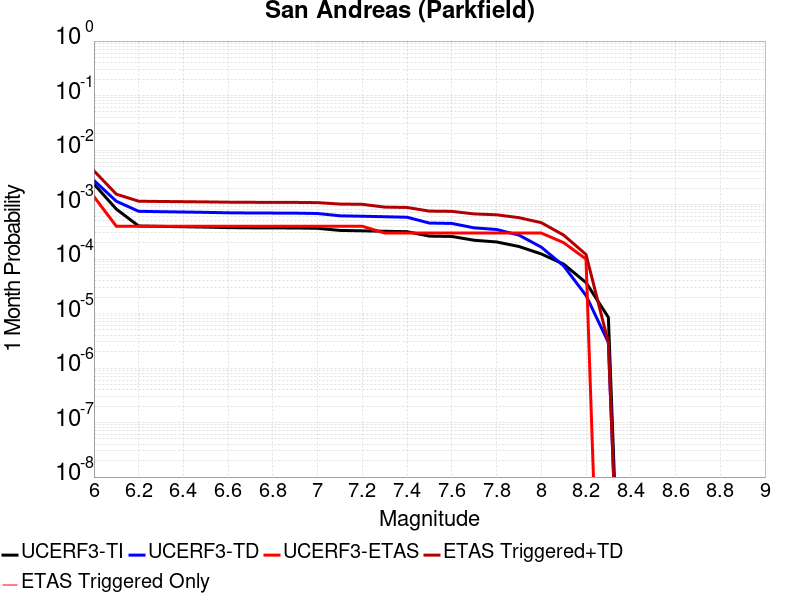 San Andreas (Parkfield)
10^0
10^-1
10^-2
10^-3
10^-4
10^-5
10^-6
10^-7
10^-8
1 Month Probability
6 6.2 6.4 6.6 6.8 7 7.2 7.4 7.6 7.8 8 8.2 8.4 8.6 8.8 9
Magnitude
UCERF3-TI UCERF3-TD UCERF3-ETAS ETAS Triggered+TD
ETAS Triggered Only